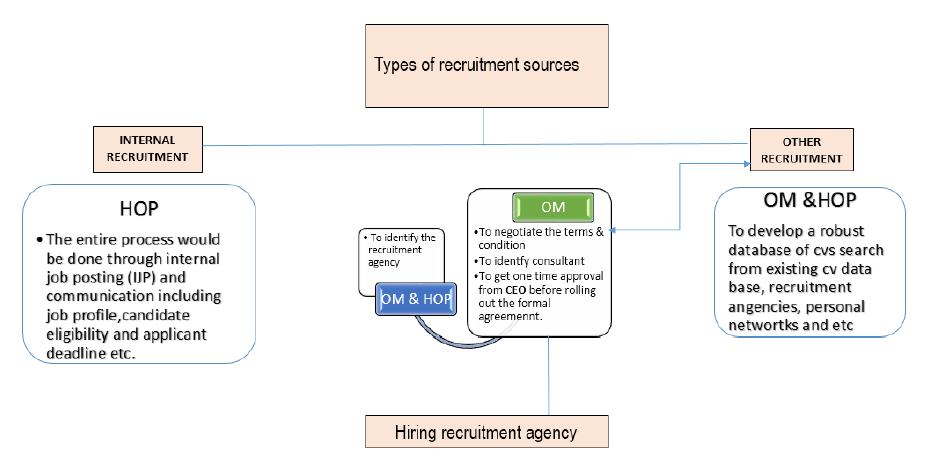 Types of recruitment sources
INTERNAL
RECRUITMENT
OTHER
RECRUITMENT
HOP
• The entire process would
be done through internal
job posting (IJP) and
communication including
job profile,candidate
eligibility and applicant
deadline etc.
• To identify the
recruitment
agency
OM & HOP
OM
•To negotiate the terms &
condition
•To identfy consultant
•To get one time approval
from CEO before rolling
out the formal
agreemennt.
OM &HOP
To develop a robust
database of cvs search
from existing cv data
base, recruitment
angencies, personal
networtks and etc
Hiring recruitment agency